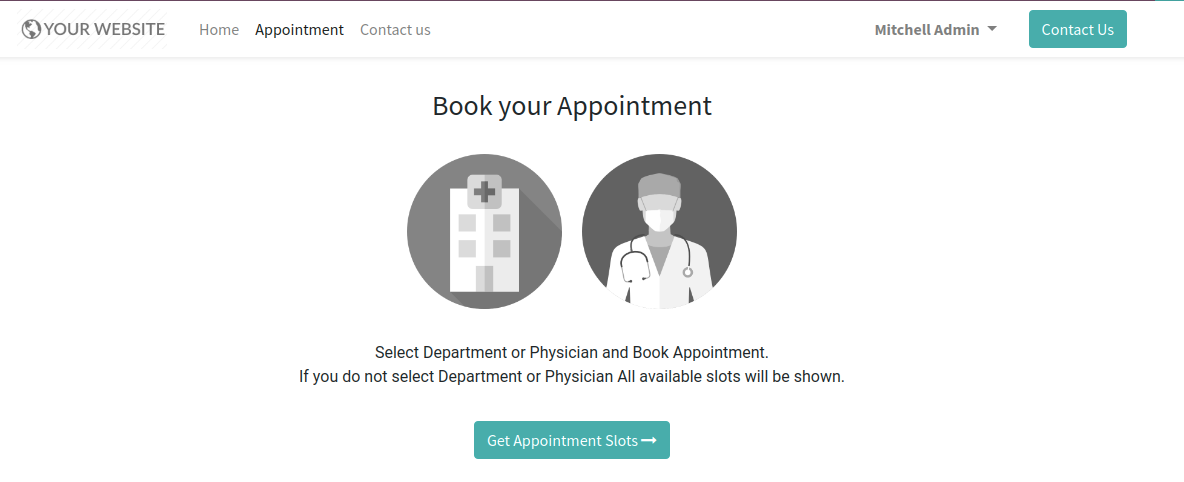 YOUR WEBSITE
Home
Appointment
Contact us
Mitchell Admin
Contact Us
Book your Appointment
Select Department or Physician and Book Appointment.
If you do not select Department or Physician All available slots will be shown.
Get Appointment Slots